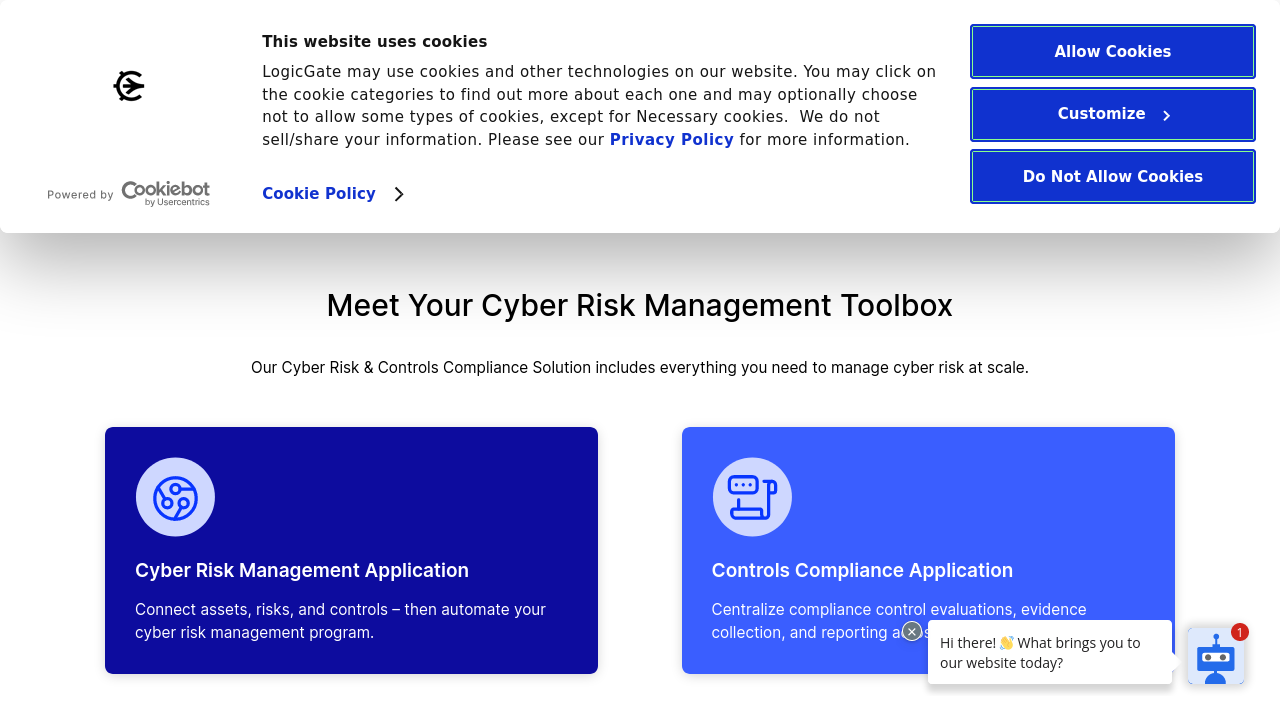 This website uses cookies
LogicGate may use cookies and other technologies on our website. You may click on
the cookie categories to find out more about each one and may optionally choose
not to allow some types of cookies, except for Necessary cookies.  We do not
sell/share your information. Please see our Privacy Policy for more information.
Cookie Policy
Powered by Cookiebot
by Usercentrics
Allow Cookies
Customize
Do Not Allow Cookies
Meet Your Cyber Risk Management Toolbox
Our Cyber Risk & Controls Compliance Solution includes everything you need to manage cyber risk at scale.
Cyber Risk Management Application
Connect assets, risks, and controls – then automate your
cyber risk management program.
Controls Compliance Application
Centralize compliance control evaluations, evidence
collection, and reporting
Hi there! 👋 What brings you to
our website today?
1